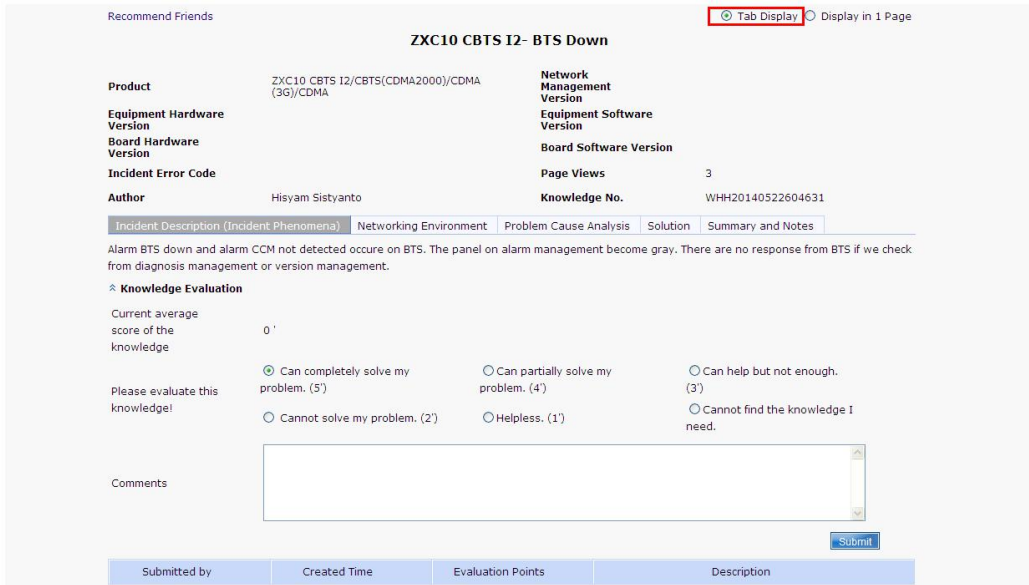 Recommend Friends
Tab Display Display in 1 Page
ZXC10 CBTS I2- BTS Down
Product
ZXC10 CBTS I2/CBTS(CDMA2000)/CDMA
(3G)/CDMA
Network
Management
Version
Equipment Hardware
Version
Equipment Software
Version
Board Hardware
Version
Board Software Version
Incident Error Code
Page Views 3
Author Hisyam Sistyanto
Knowledge No. WHH20140522604631
Incident Description (Incident Phenomena) Networking Environment Problem Cause Analysis Solution Summary and Notes
Alarm BTS down and alarm CCM not detected occure on BTS. The panel on alarm management become gray. There are no response from BTS if we check
from diagnosis management or version management.
Knowledge Evaluation
Current average
score of the
knowledge
0 '
Please evaluate this
knowledge!
Can completely solve my
problem. (5')
Can partially solve my
problem. (4')
Can help but not enough.
(3')
Cannot solve my problem. (2')
Helpless. (1')
Cannot find the knowledge I
need.
Comments
Submit
Submitted by Created Time Evaluation Points Description